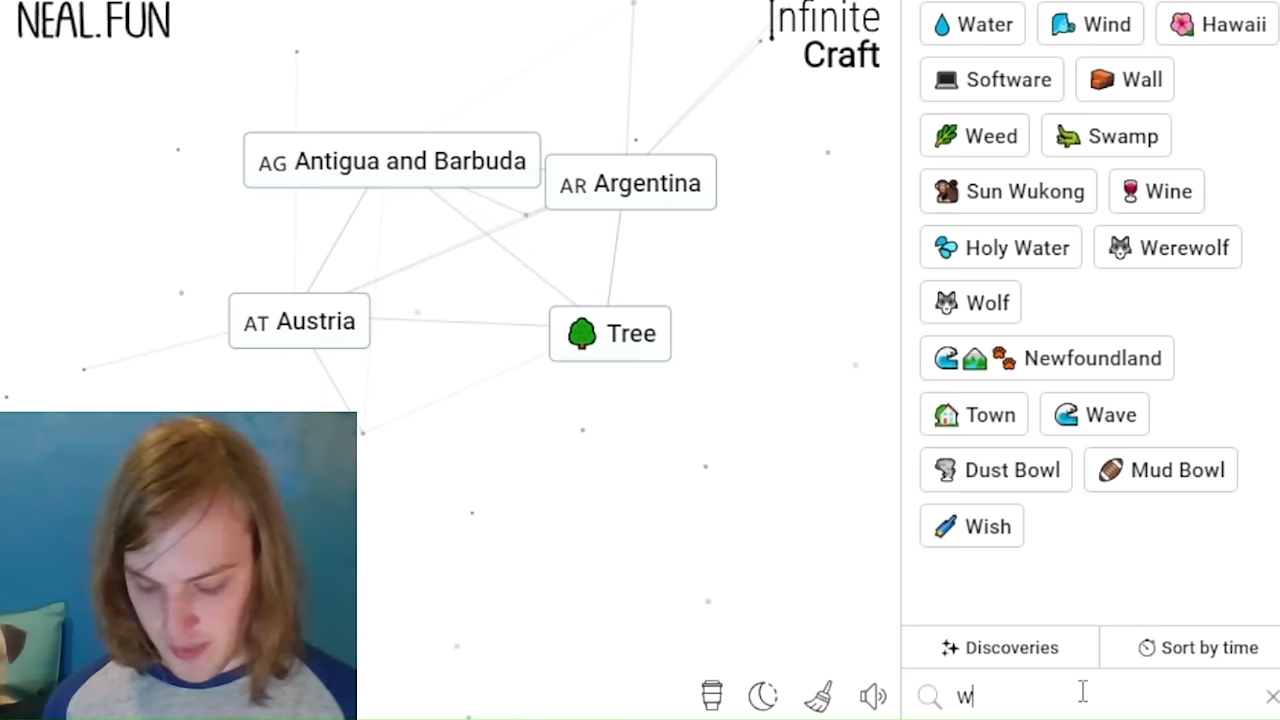 NEAL.FUN
Infinite
Craft
AG Antigua and Barbuda
AR Argentina
AT Austria
Tree
Water
Wind
Hawaii
Software
Wall
Weed
Swamp
Sun Wukong
Wine
Holy Water
Werewolf
Wolf
Newfoundland
Town
Wave
Dust Bowl
Mud Bowl
Wish
Discoveries
Sort by time
w